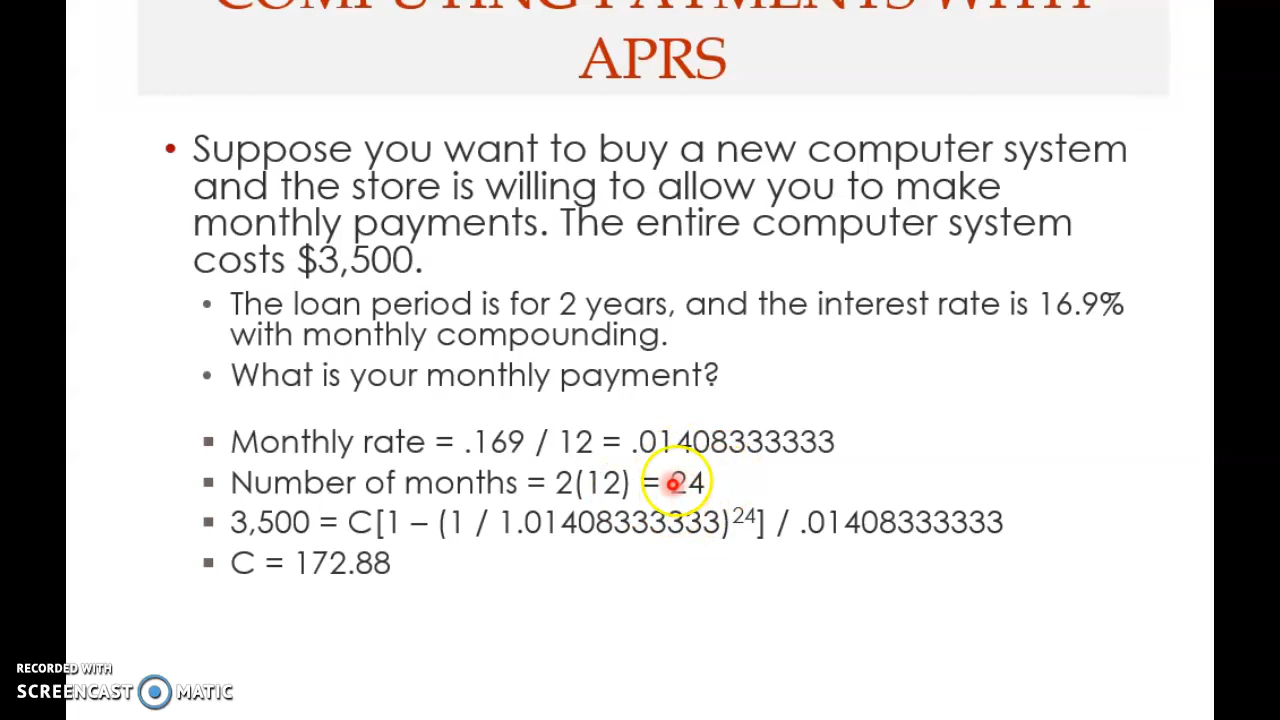 COMPUTING PAYMENTS WITH
APRS
• Suppose you want to buy a new computer system
and the store is willing to allow you to make
monthly payments. The entire computer system
costs $3,500.
• The loan period is for 2 years, and the interest rate is 16.9%
with monthly compounding.
• What is your monthly payment?
▪ Monthly rate = .169 / 12 = .01408333333
▪ Number of months = 2(12) = 24
▪ 3,500 = C[1 – (1 / 1.01408333333)²⁴] / .01408333333
▪ C = 172.88
RECORDED WITH
SCREENCAST MATIC